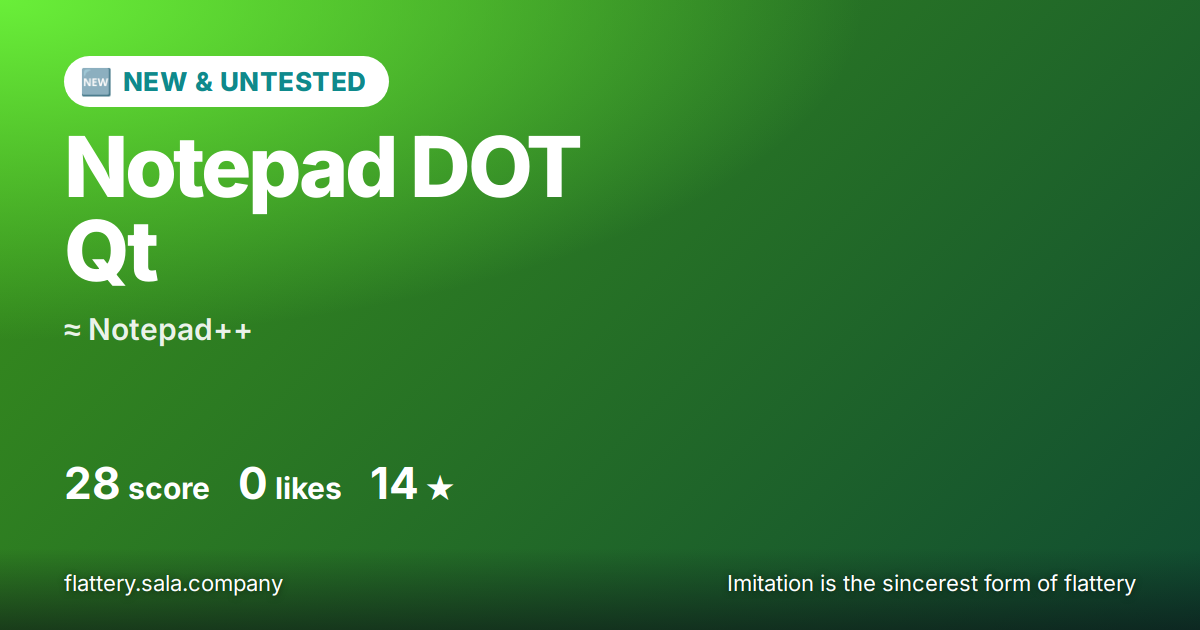 🆕 NEW & UNTESTED
Notepad DOT
Qt
≈ Notepad++
28 score 0 likes 14 ★
flattery.sala.company
Imitation is the sincerest form of flattery